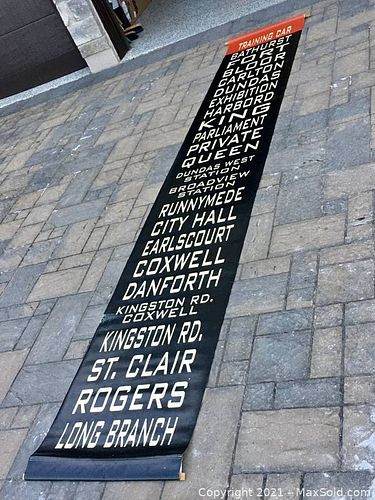 TRAINING CAR
BATHURST
FORT
BLOOR
CARLTON
DUNDAS
EXHIBITION
HARBORD
KING
PARLIAMENT
PRIVATE
QUEEN
DUNDAS WEST
STATION
BROADVIEW
STATION
RUNNYMEDE
CITY HALL
EARLSCOURT
COXWELL
DANFORTH
KINGSTON RD.
COXWELL
KINGSTON RD.
ST. CLAIR
ROGERS
LONG BRANCH
Copyright © 2021 - MaxSold.com